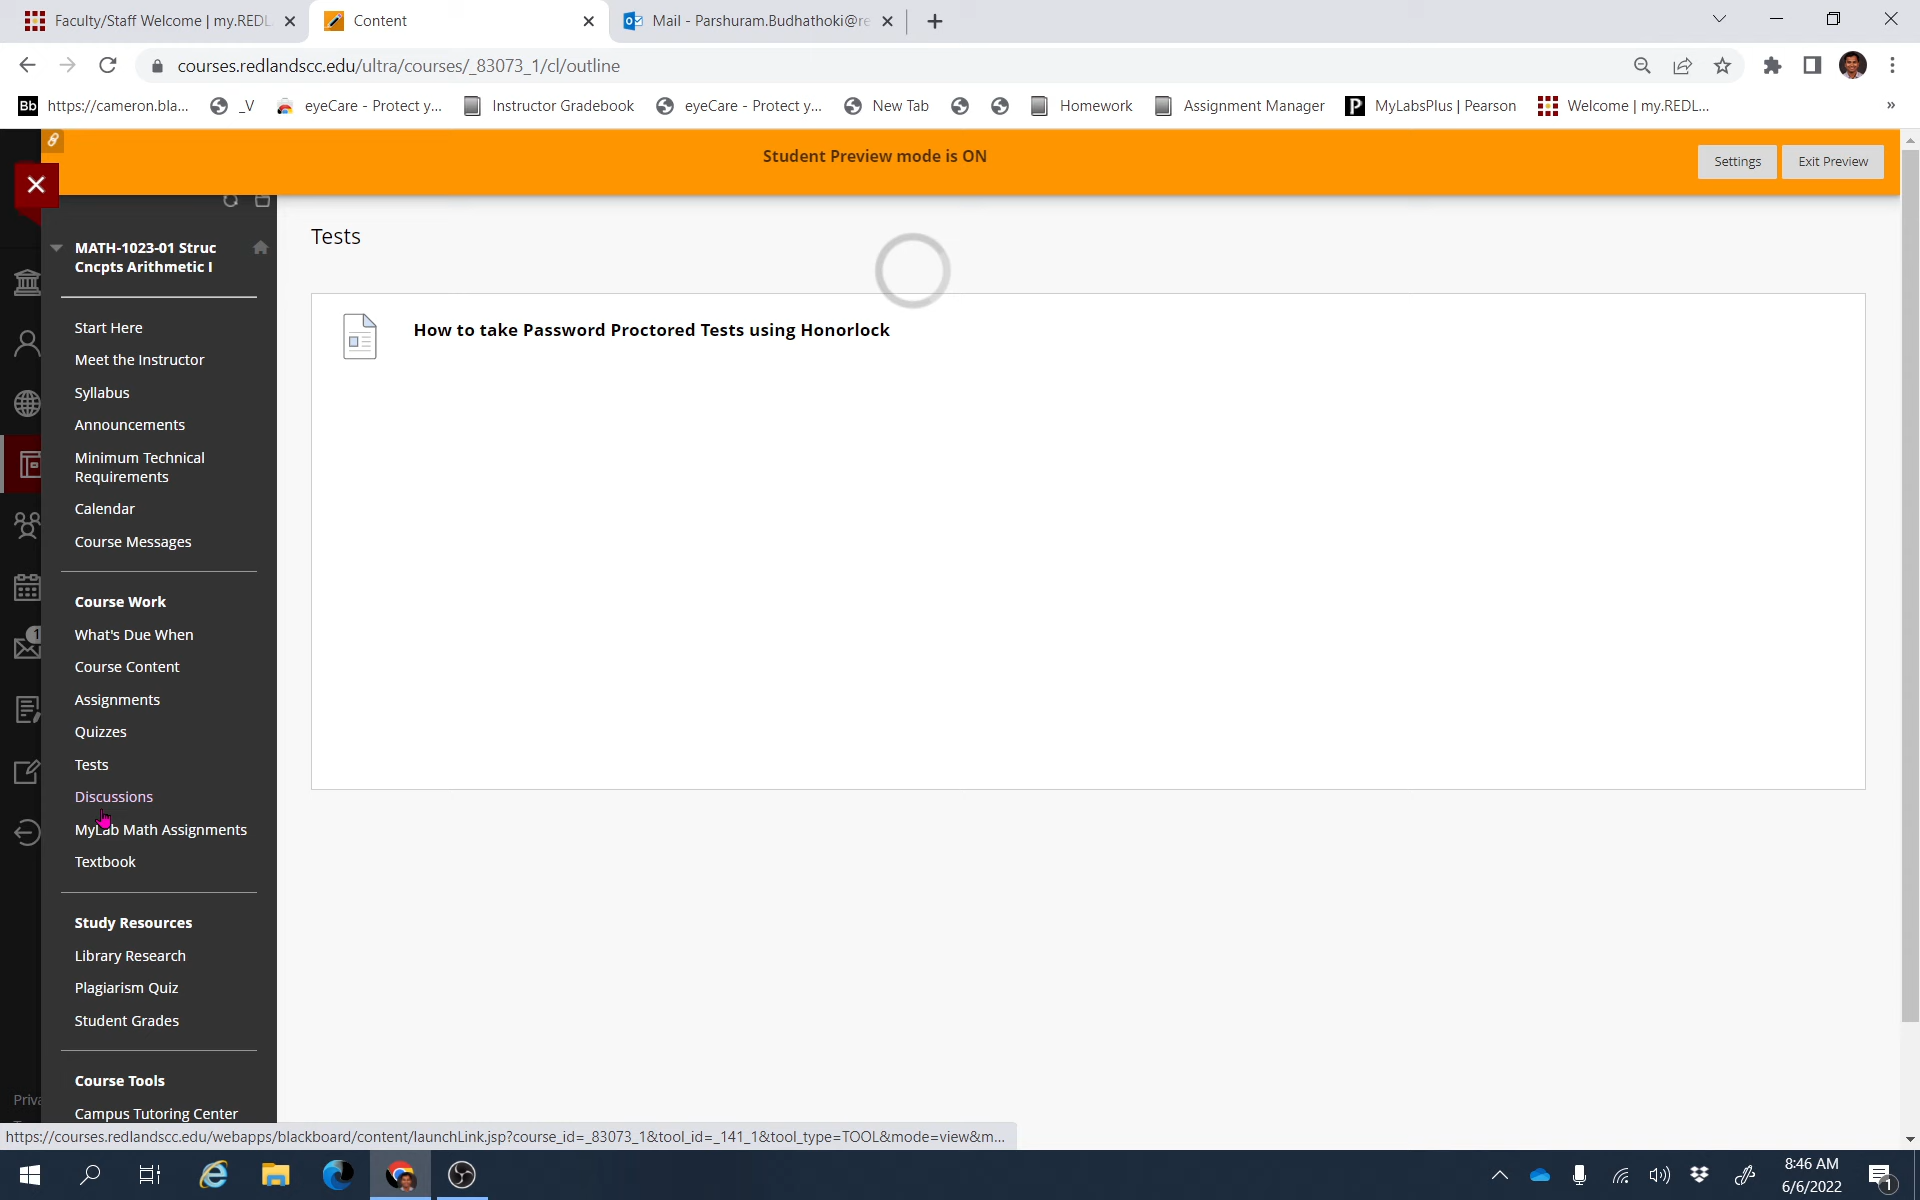 Faculty/Staff Welcome | my.REDL
Content
Mail - Parshuram.Budhathoki@re
courses.redlandscc.edu/ultra/courses/_83073_1/cl/outline
Bb https://cameron.bla...
_V
eyeCare - Protect y...
Instructor Gradebook
eyeCare - Protect y...
New Tab
Homework
Assignment Manager
P MyLabsPlus | Pearson
Welcome | my.REDL...
»
Student Preview mode is ON
Settings
Exit Preview
MATH-1023-01 Struc
Cncpts Arithmetic I
Start Here
Meet the Instructor
Syllabus
Announcements
Minimum Technical
Requirements
Calendar
Course Messages
Course Work
What's Due When
Course Content
Assignments
Quizzes
Tests
Discussions
MyLab Math Assignments
Textbook
Study Resources
Library Research
Plagiarism Quiz
Student Grades
Course Tools
Campus Tutoring Center
1
Priva
Tests
How to take Password Proctored Tests using Honorlock
https://courses.redlandscc.edu/webapps/blackboard/content/launchLink.jsp?course_id=_83073_1&tool_id=_141_1&tool_type=TOOL&mode=view&m...
8:46 AM
6/6/2022
1